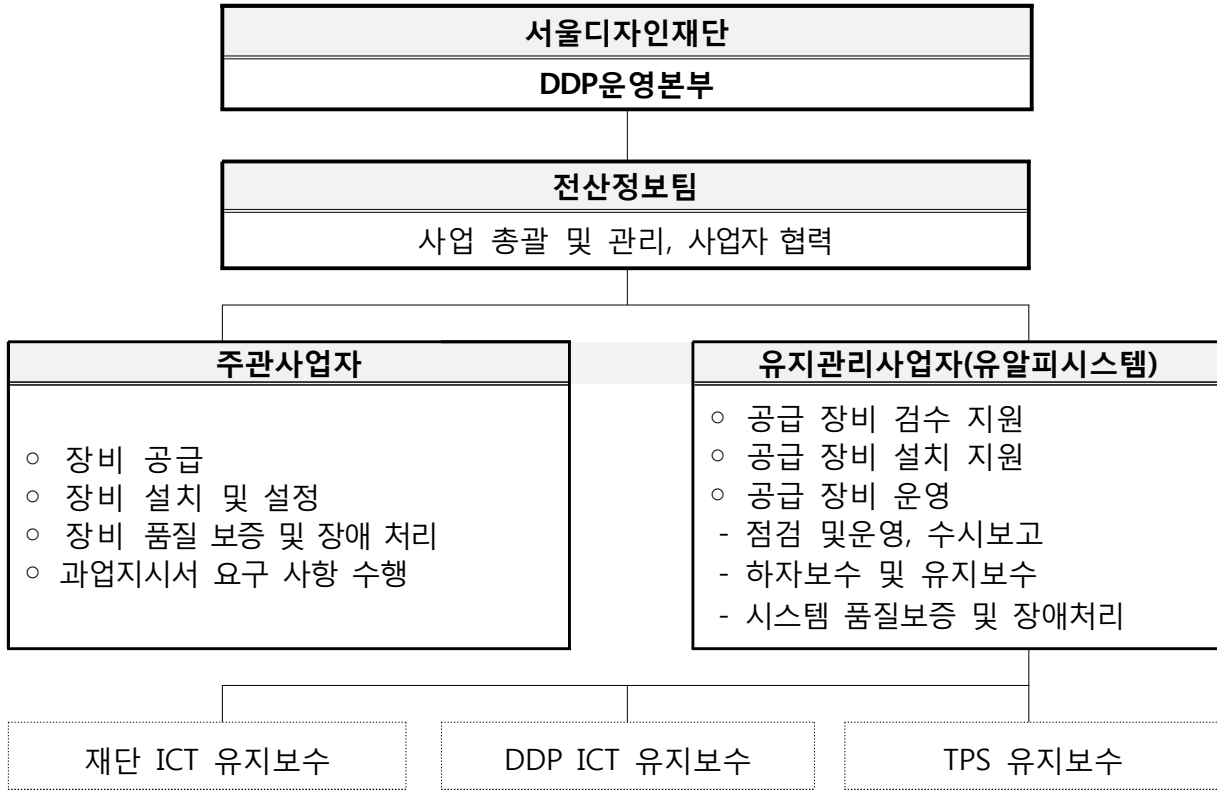 서울디자인재단
DDP운영본부
전산정보팀
사업 총괄 및 관리, 사업자 협력
주관사업자
○ 장비 공급
○ 장비 설치 및 설정
○ 장비 품질 보증 및 장애 처리
○ 과업지시서 요구 사항 수행
유지관리사업자(유알피시스템)
○ 공급 장비 검수 지원
○ 공급 장비 설치 지원
○ 공급 장비 운영
- 점검 및운영, 수시보고
- 하자보수 및 유지보수
- 시스템 품질보증 및 장애처리
재단 ICT 유지보수
DDP ICT 유지보수
TPS 유지보수